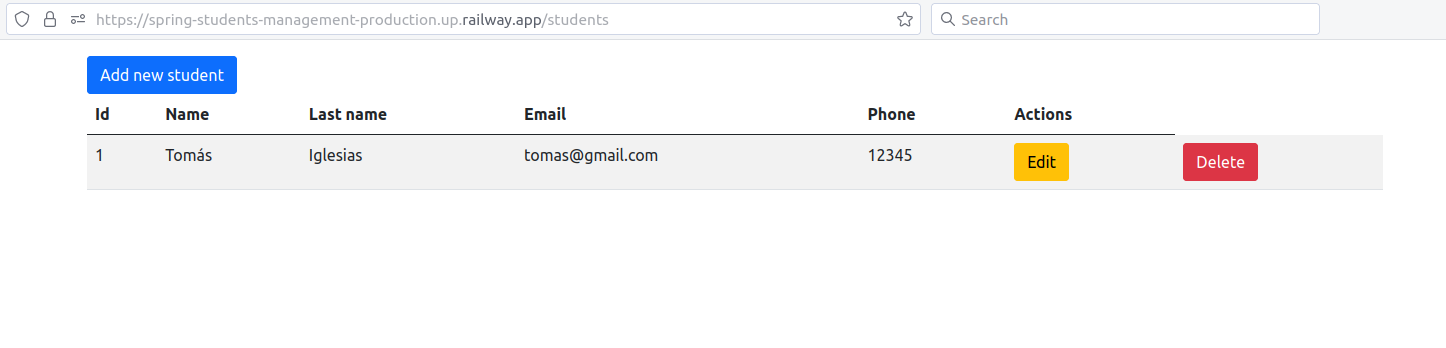 https://spring-students-management-production.up.railway.app/students Search
Add new student
Id Name Last name Email Phone Actions
1 Tomás Iglesias tomas@gmail.com 12345 Edit Delete